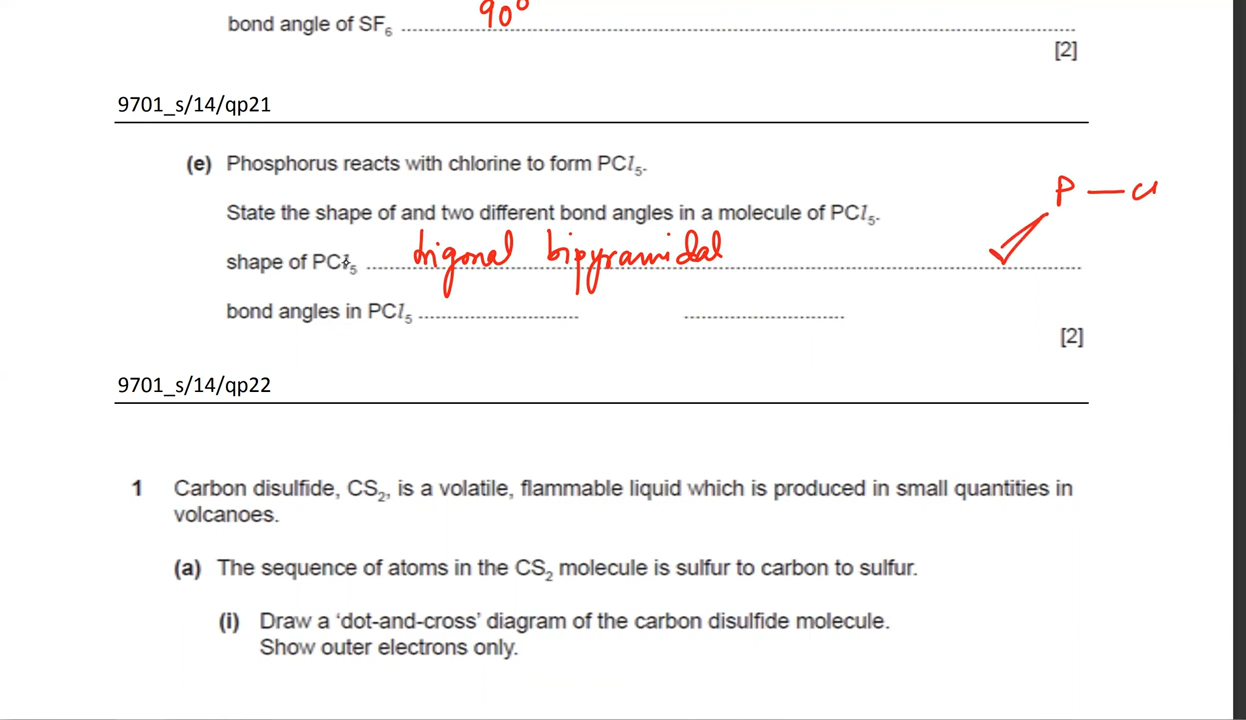 bond angle of SF₆ ........ 90°
[2]
9701_s/14/qp21
(e) Phosphorus reacts with chlorine to form PCl₅.
State the shape of and two different bond angles in a molecule of PCl₅.
P — Cl
shape of PCl₅ ........ trigonal bipyramidal
bond angles in PCl₅ ........ ........
[2]
9701_s/14/qp22
1 Carbon disulfide, CS₂, is a volatile, flammable liquid which is produced in small quantities in
volcanoes.
(a) The sequence of atoms in the CS₂ molecule is sulfur to carbon to sulfur.
(i) Draw a ‘dot-and-cross’ diagram of the carbon disulfide molecule.
Show outer electrons only.